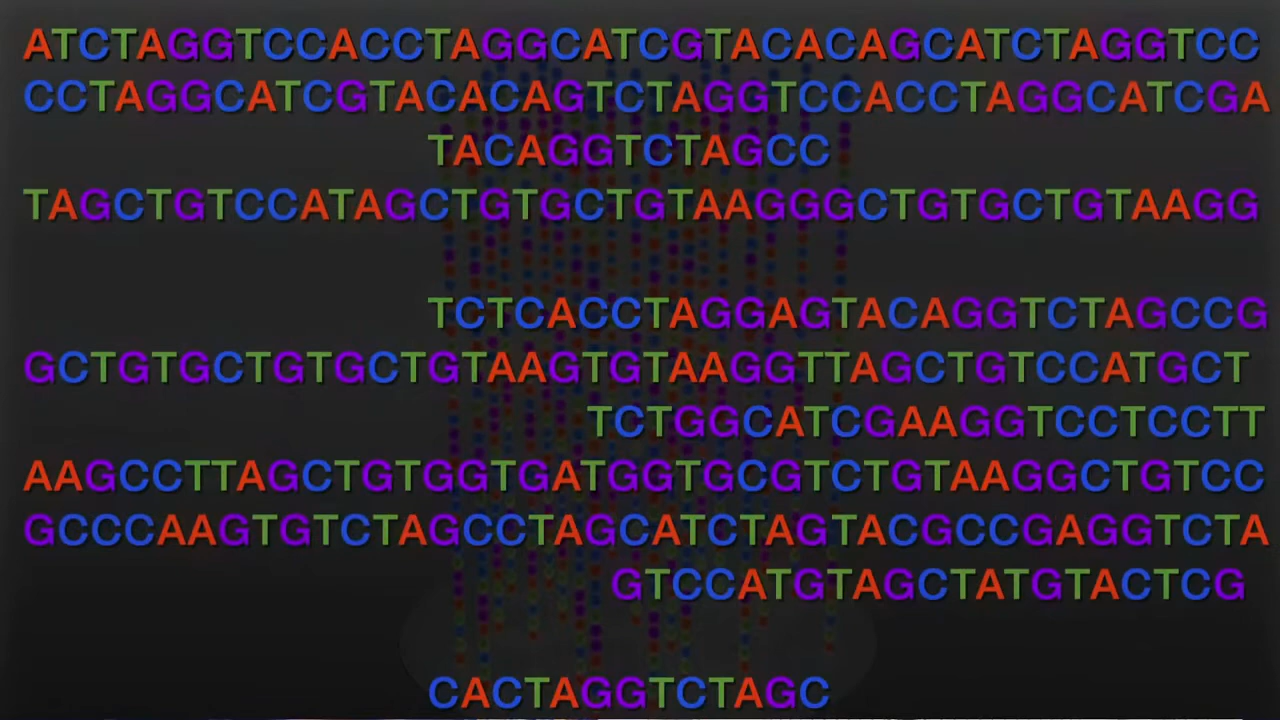 ATCTAGGTCCACCTAGGCATCGTACACAGCATCTAGGTCC
CCTAGGCATCGTACACAGTCTAGGTCCACCTAGGCATCGA
TACAGGTCTAGCC
TAGCTGTCCATAGCTGTGCTGTAAGGGCTGTGCTGTAAGG
TCTCACCTAGGAGTACAGGTCTAGCCG
GCTGTGCTGTGCTGTAAGTGTAAGGTTAGCTGTCCATGCT
TCTGGCATCGAAGGTCCTCCTT
AAGCCTTAGCTGTGGTGATGGTGCGTCTGTAAGGCTGTCC
GCCCAAGTGTCTAGCCTAGCATCTAGTACGCCGAGGTCTA
GTCCATGTAGCTATGTACTCG
CACTAGGTCTAGC